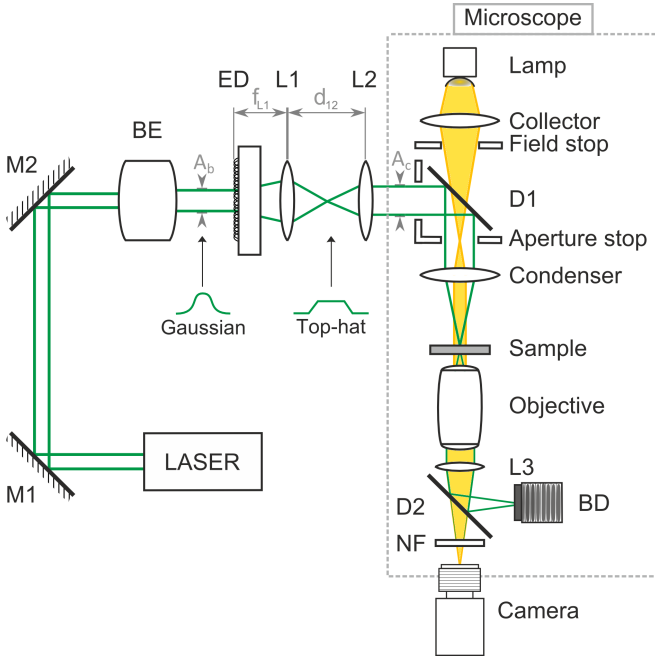 Microscope
Lamp
ED
L1
L2
f_L1
d_12
Collector
BE
Field stop
M2
A_b
A_c
D1
Aperture stop
Condenser
Gaussian
Top-hat
Sample
Objective
LASER
L3
M1
D2
BD
NF
Camera